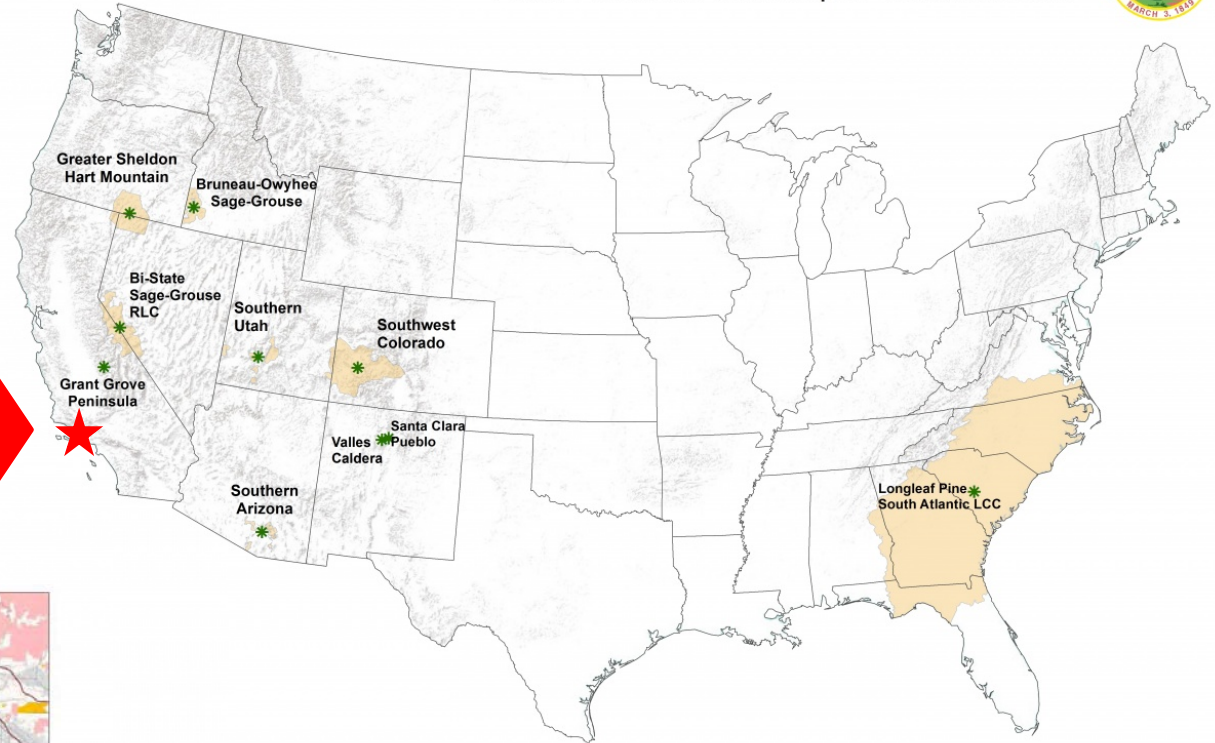 MARCH 3, 1849
Greater Sheldon
Hart Mountain
Bruneau-Owyhee
Sage-Grouse
Bi-State
Sage-Grouse
RLC
Southern
Utah
Southwest
Colorado
Grant Grove
Peninsula
Santa Clara
Pueblo
Valles
Caldera
Southern
Arizona
Longleaf Pine
South Atlantic LCC